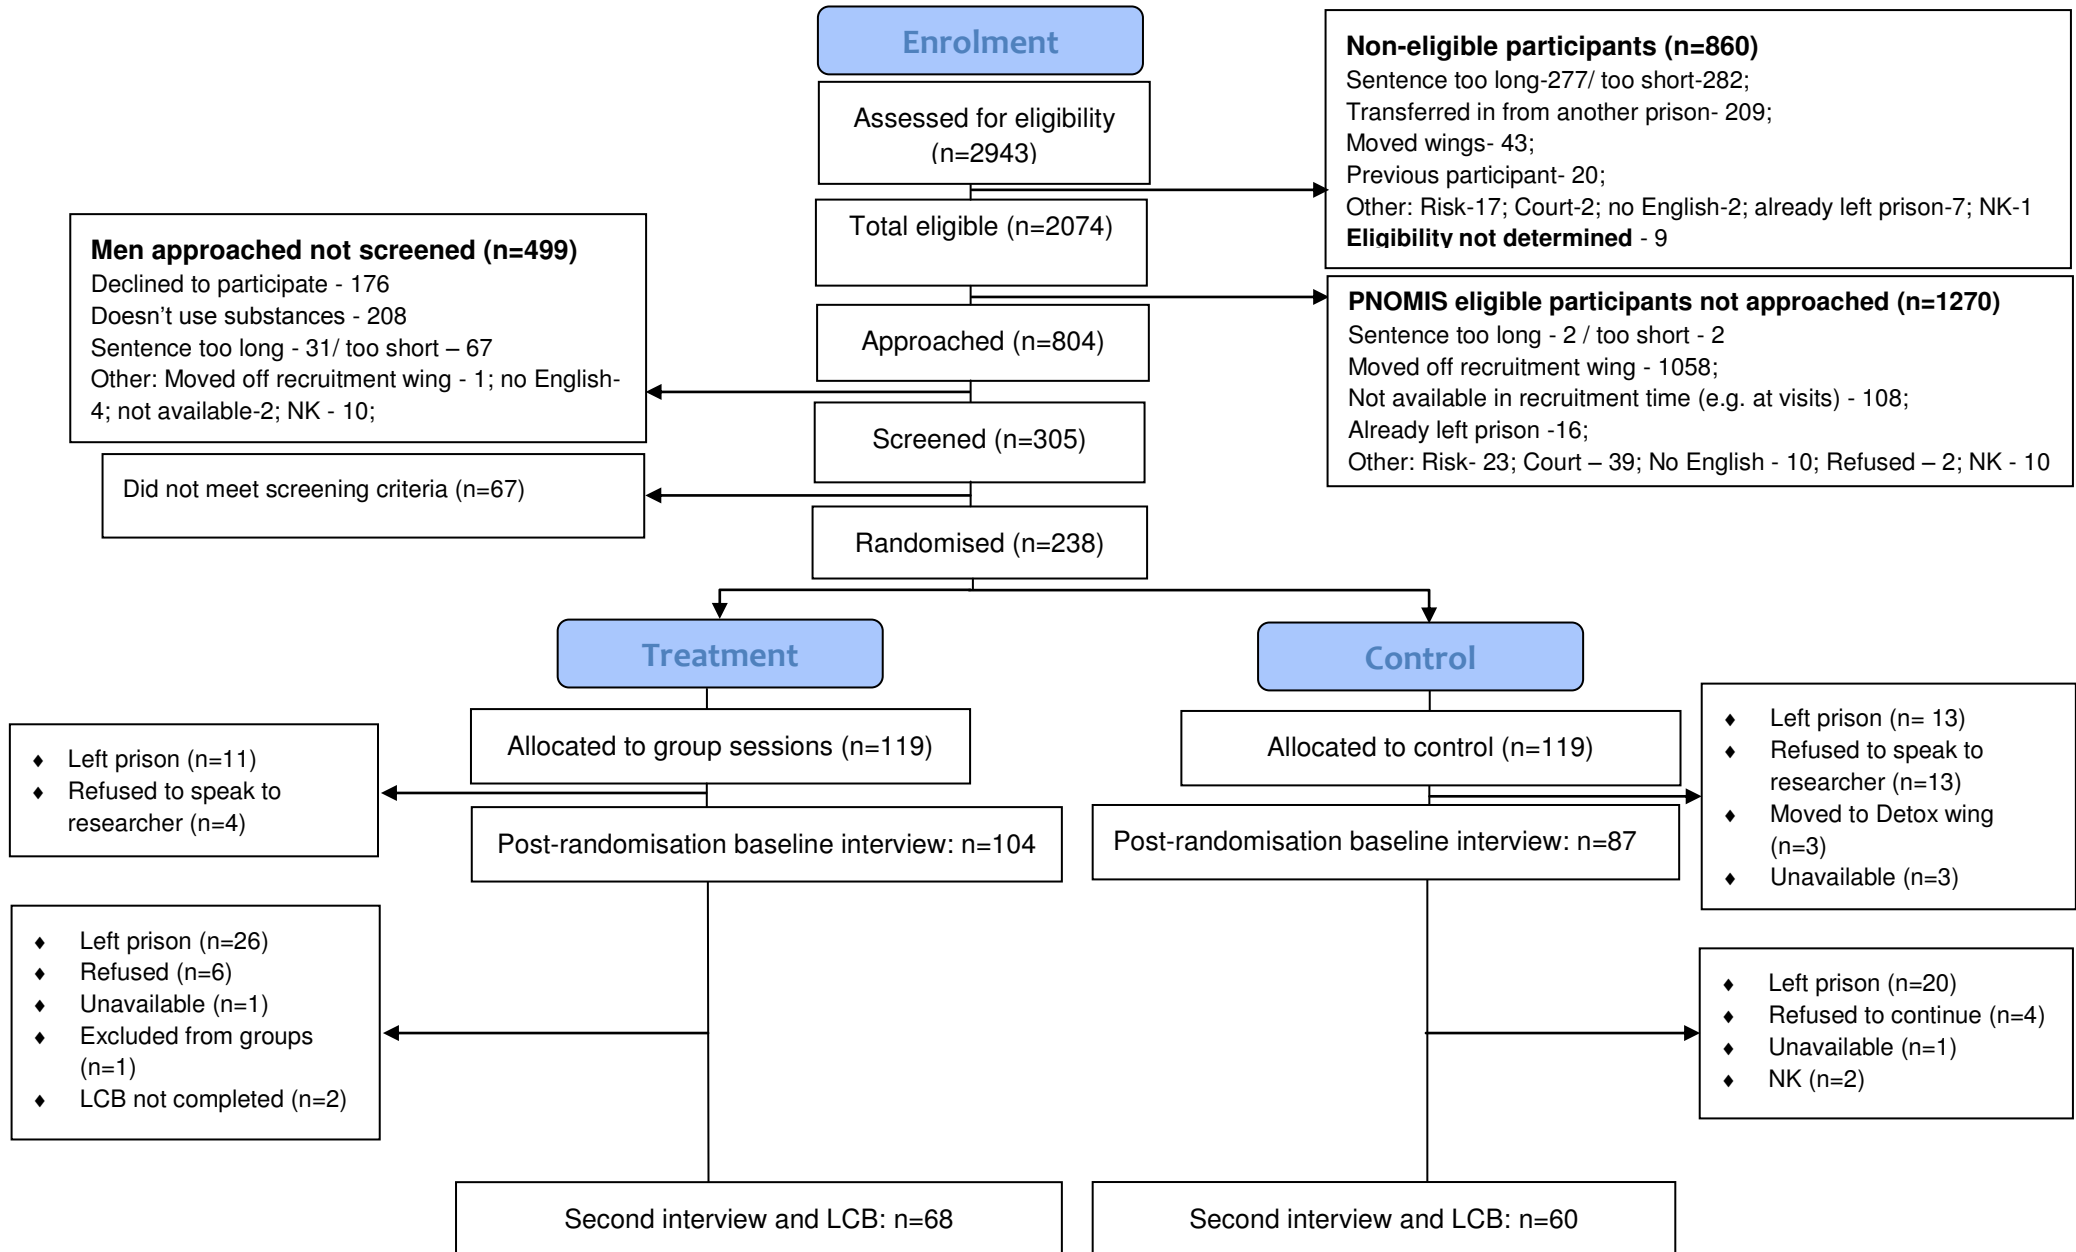 Enrolment
Assessed for eligibility
(n=2943)
Non-eligible participants (n=860)
Sentence too long-277/ too short-282;
Transferred in from another prison- 209;
Moved wings- 43;
Previous participant- 20;
Other: Risk-17; Court-2; no English-2; already left prison-7; NK-1
Eligibility not determined - 9
Total eligible (n=2074)
PNOMIS eligible participants not approached (n=1270)
Sentence too long - 2 / too short - 2
Moved off recruitment wing - 1058;
Not available in recruitment time (e.g. at visits) - 108;
Already left prison -16;
Other: Risk- 23; Court – 39; No English - 10; Refused – 2; NK - 10
Approached (n=804)
Men approached not screened (n=499)
Declined to participate - 176
Doesn't use substances - 208
Sentence too long - 31/ too short – 67
Other: Moved off recruitment wing - 1; no English-
4; not available-2; NK - 10;
Screened (n=305)
Did not meet screening criteria (n=67)
Randomised (n=238)
Treatment
Allocated to group sessions (n=119)
♦ Left prison (n=11)
♦ Refused to speak to
researcher (n=4)
Post-randomisation baseline interview: n=104
♦ Left prison (n=26)
♦ Refused (n=6)
♦ Unavailable (n=1)
♦ Excluded from groups
(n=1)
♦ LCB not completed (n=2)
Second interview and LCB: n=68
Control
Allocated to control (n=119)
♦ Left prison (n= 13)
♦ Refused to speak to
researcher (n=13)
♦ Moved to Detox wing
(n=3)
♦ Unavailable (n=3)
Post-randomisation baseline interview: n=87
♦ Left prison (n=20)
♦ Refused to continue (n=4)
♦ Unavailable (n=1)
♦ NK (n=2)
Second interview and LCB: n=60